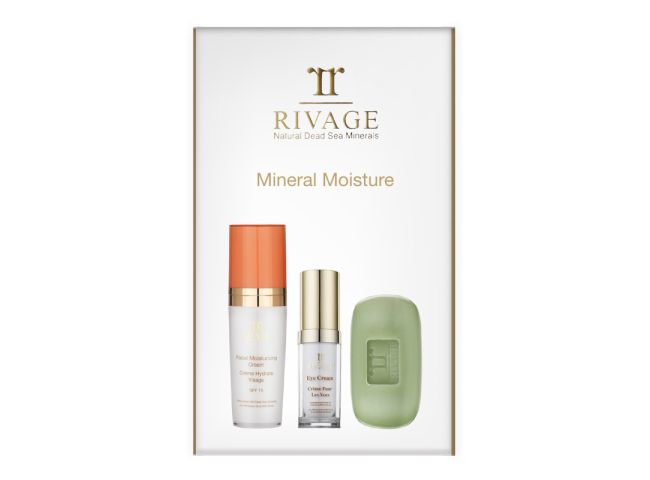 RIVAGE
Natural Dead Sea Minerals
Mineral Moisture
Facial Moisturizing
Cream
Crème Hydrate
Visage
SPF 15
Eye Cream
Crème Pour
Les Yeux